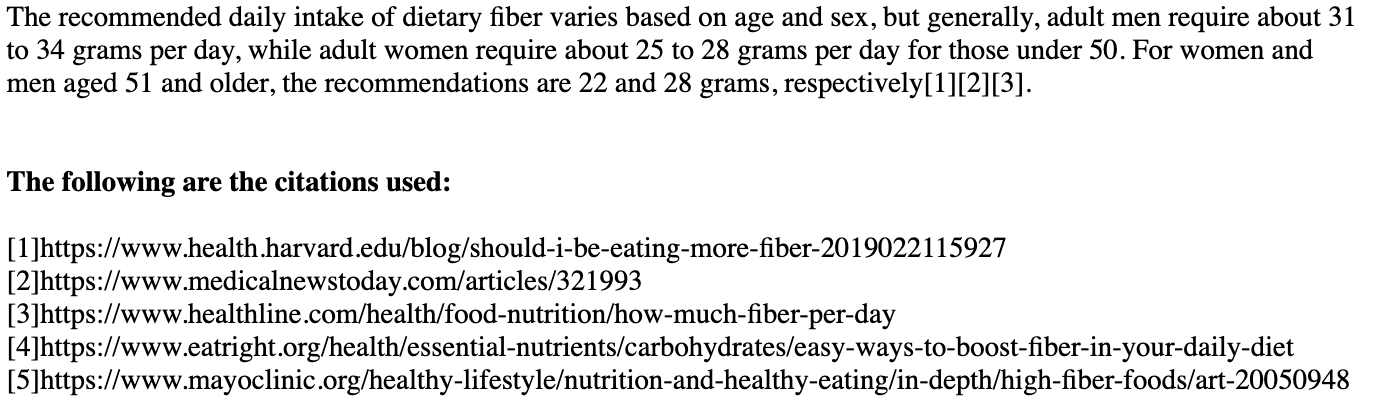 The recommended daily intake of dietary fiber varies based on age and sex, but generally, adult men require about 31
to 34 grams per day, while adult women require about 25 to 28 grams per day for those under 50. For women and
men aged 51 and older, the recommendations are 22 and 28 grams, respectively[1][2][3].
The following are the citations used:
[1]https://www.health.harvard.edu/blog/should-i-be-eating-more-fiber-2019022115927
[2]https://www.medicalnewstoday.com/articles/321993
[3]https://www.healthline.com/health/food-nutrition/how-much-fiber-per-day
[4]https://www.eatright.org/health/essential-nutrients/carbohydrates/easy-ways-to-boost-fiber-in-your-daily-diet
[5]https://www.mayoclinic.org/healthy-lifestyle/nutrition-and-healthy-eating/in-depth/high-fiber-foods/art-20050948